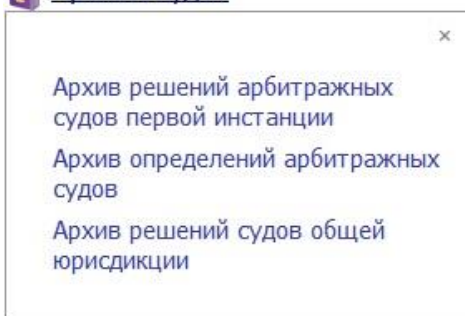 Архив решений арбитражных
судов первой инстанции
Архив определений арбитражных
судов
Архив решений судов общей
юрисдикции